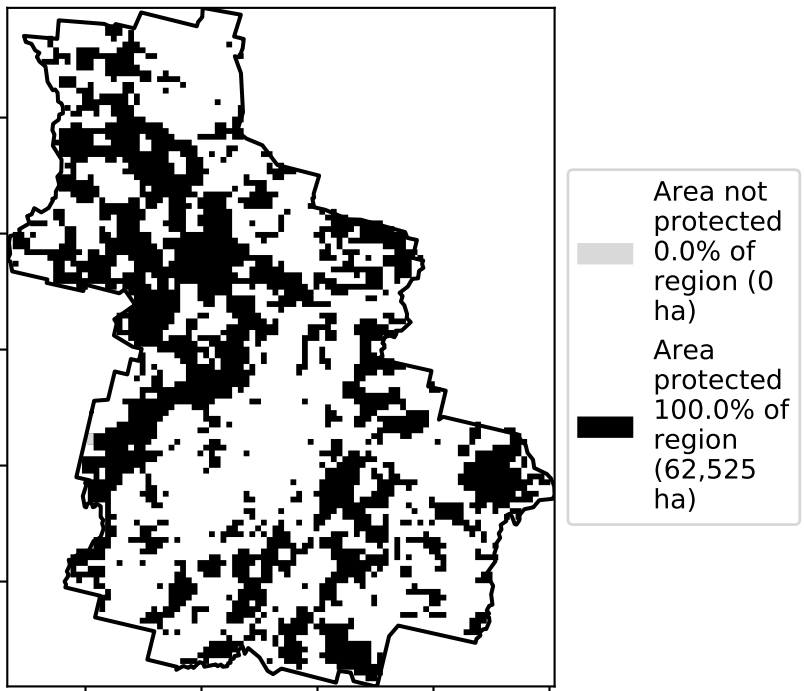 Area not
protected
0.0% of
region (0
ha)
Area
protected
100.0% of
region
(62,525
ha)